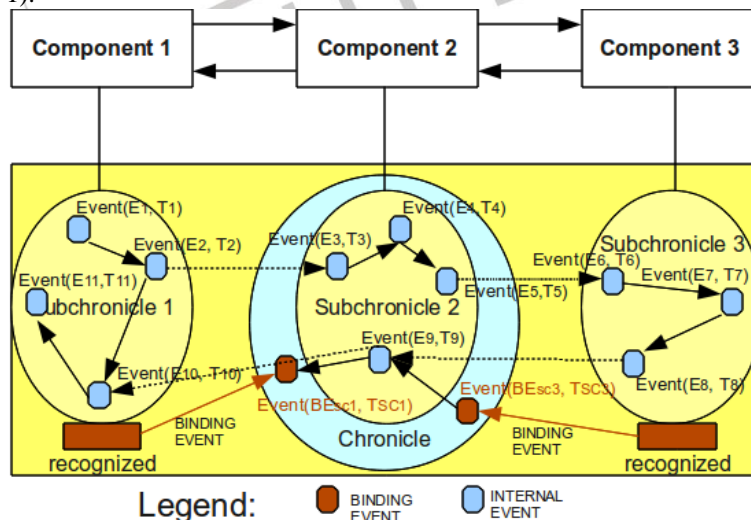 1).
Component 1
Component 2
Component 3
Event(E1, T1)
Event(E2, T2)
Event(E3,T3)
Event(E4,T4)
Event(E5,T5)
Event(E6, T6)
Subchronicle 3
Event(E7, T7)
Event(E11,T11)
Subchronicle 1
Subchronicle 2
Event(E9,T9)
Event(E10, T10)
Event(E8, T8)
Event(BEsc1, TSC1)
Event(BEsc3, TSC3)
Chronicle
BINDING
EVENT
BINDING
EVENT
recognized
recognized
Legend:
BINDING
EVENT
INTERNAL
EVENT